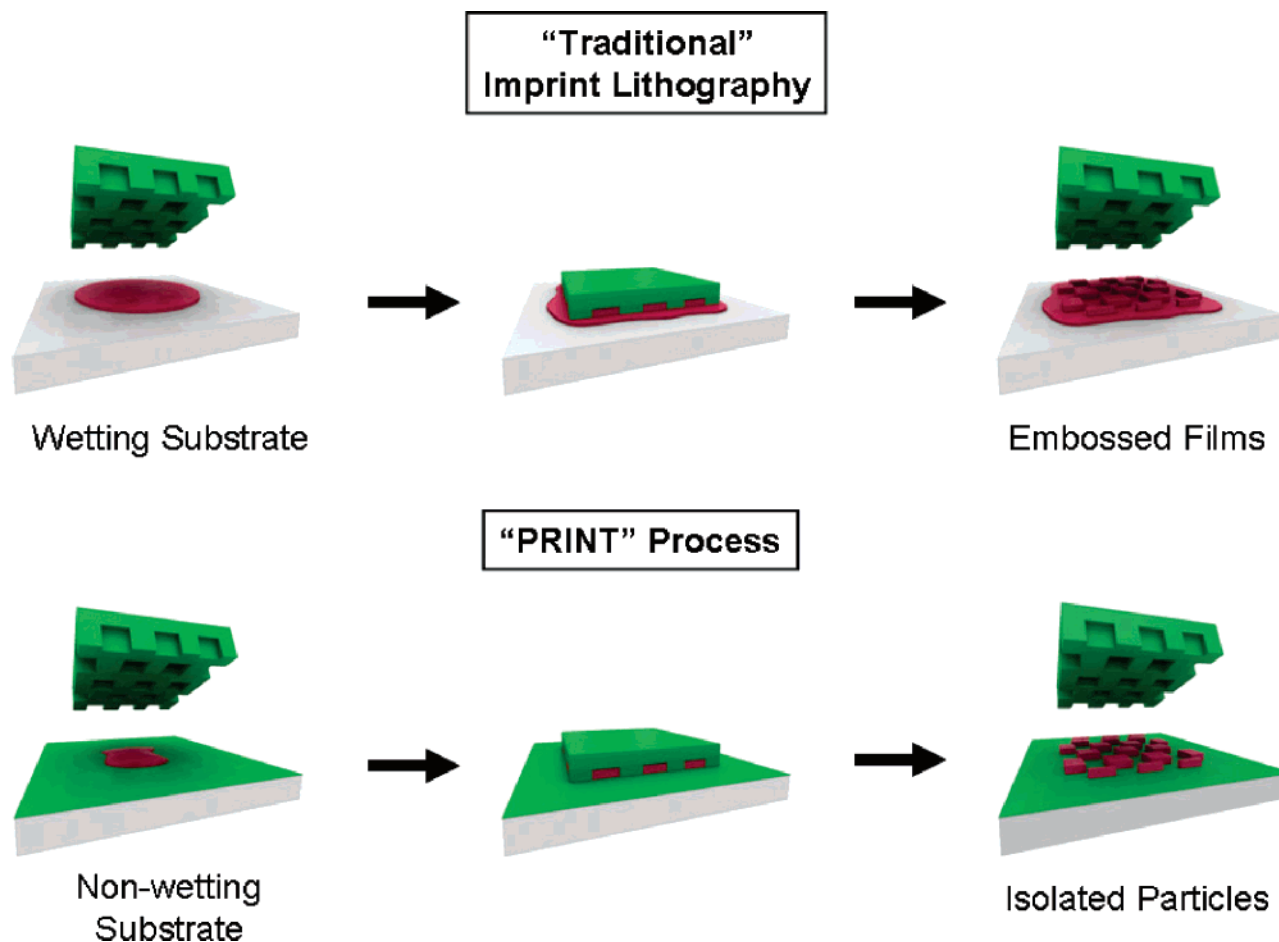 “Traditional”
Imprint Lithography
Wetting Substrate
Embossed Films
“PRINT” Process
Non-wetting
Substrate
Isolated Particles